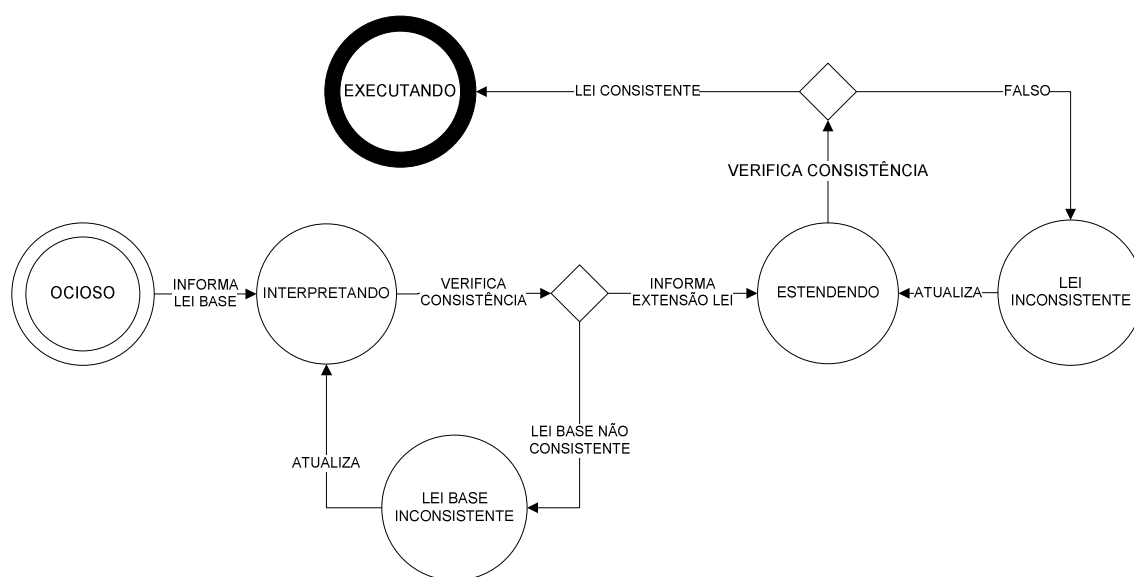 EXECUTANDO
LEI CONSISTENTE
FALSO
VERIFICA CONSISTÊNCIA
OCIOSO
INFORMA
LEI BASE
INTERPRETANDO
VERIFICA
CONSISTÊNCIA
INFORMA
EXTENSÃO LEI
ESTENDENDO
ATUALIZA
LEI
INCONSISTENTE
LEI BASE NÃO
CONSISTENTE
ATUALIZA
LEI BASE
INCONSISTENTE